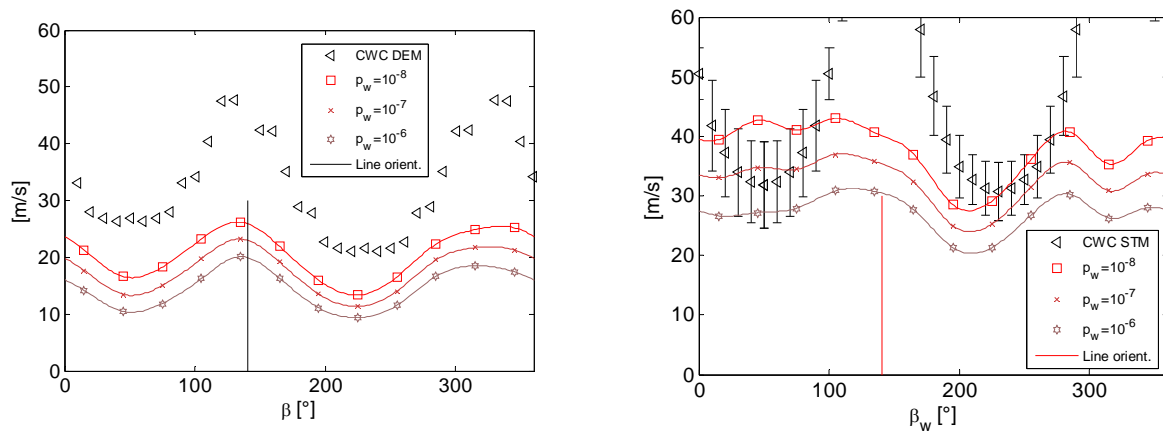 [m/s]
60
50
40
30
20
10
0
CWC DEM
p_w=10^-8
p_w=10^-7
p_w=10^-6
Line orient.
0 100 200 300
β [°]
[m/s]
60
50
40
30
20
10
0
CWC STM
p_w=10^-8
p_w=10^-7
p_w=10^-6
Line orient.
0 100 200 300
β_w [°]